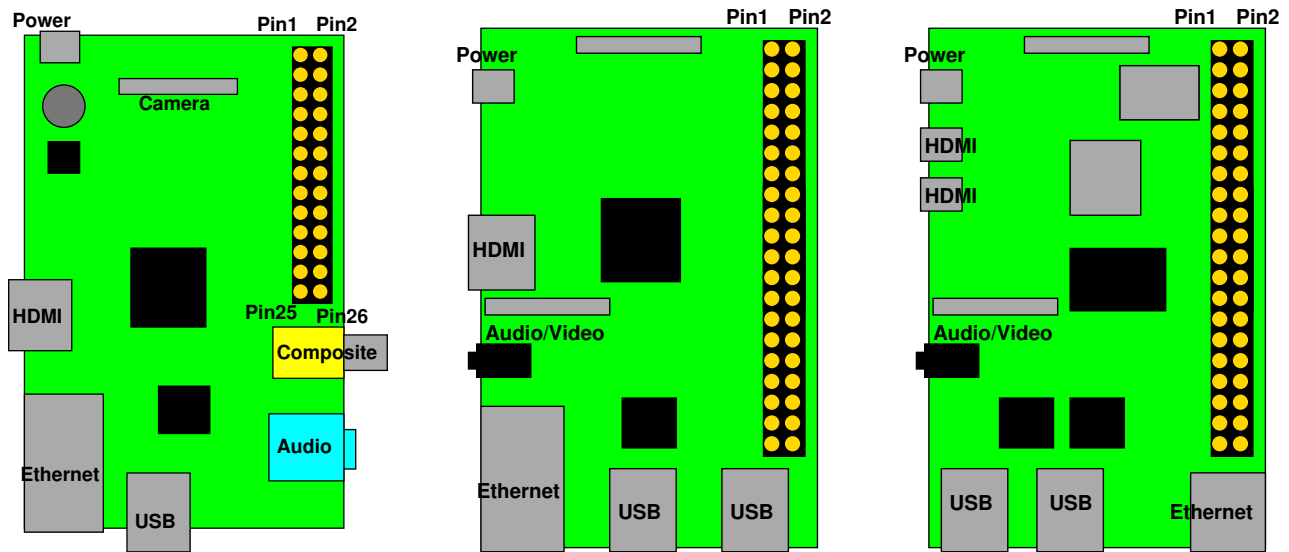 Power
Pin1 Pin2
Camera
HDMI
Pin25 Pin26
Composite
Audio
Ethernet
USB
Pin1 Pin2
Power
HDMI
Audio/Video
Ethernet
USB
USB
Pin1 Pin2
Power
HDMI
HDMI
Audio/Video
USB
USB
Ethernet